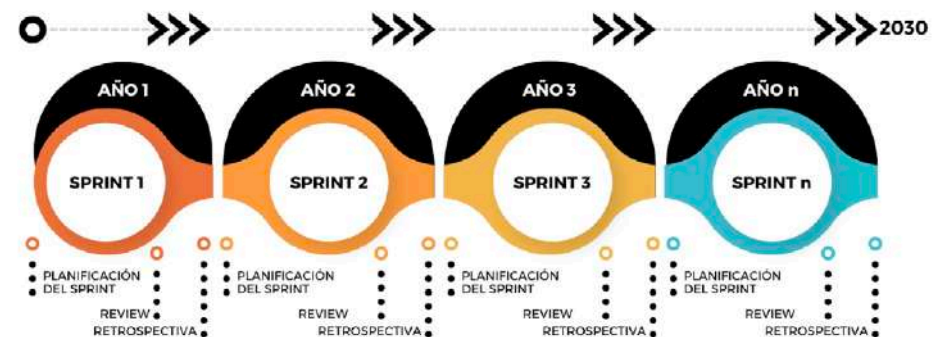 2030
AÑO 1
AÑO 2
AÑO 3
AÑO n
SPRINT 1
SPRINT 2
SPRINT 3
SPRINT n
PLANIFICACIÓN
DEL SPRINT
REVIEW
RETROSPECTIVA
PLANIFICACIÓN
DEL SPRINT
REVIEW
RETROSPECTIVA
PLANIFICACIÓN
DEL SPRINT
REVIEW
RETROSPECTIVA
PLANIFICACIÓN
DEL SPRINT
REVIEW
RETROSPECTIVA